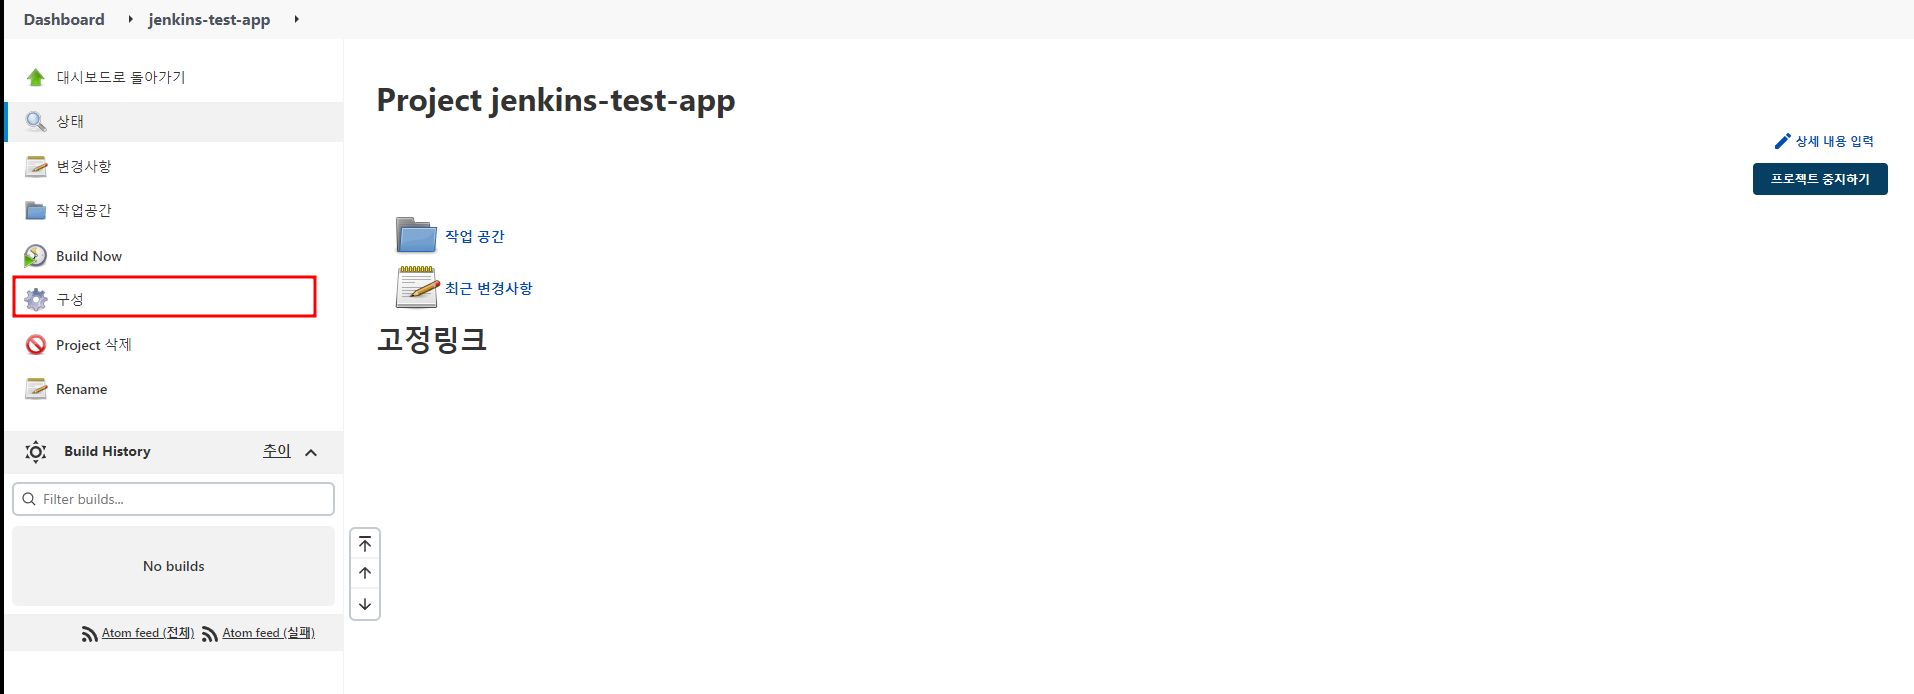 Dashboard jenkins-test-app
대시보드로 돌아가기
상태
변경사항
작업공간
Build Now
구성
Project 삭제
Rename
Build History 추이
Filter builds...
No builds
Atom feed (전체) Atom feed (실패)
Project jenkins-test-app
상세 내용 입력
프로젝트 중지하기
작업 공간
최근 변경사항
고정링크